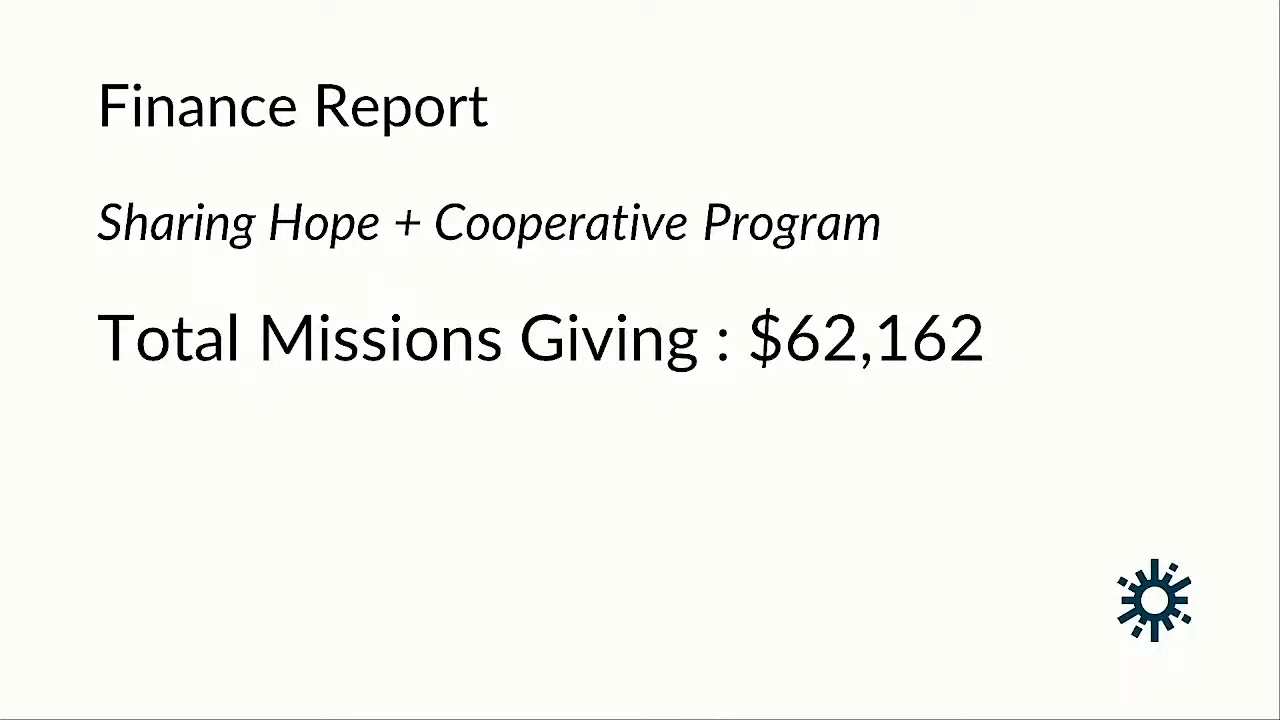 Finance Report
Sharing Hope + Cooperative Program
Total Missions Giving : $62,162